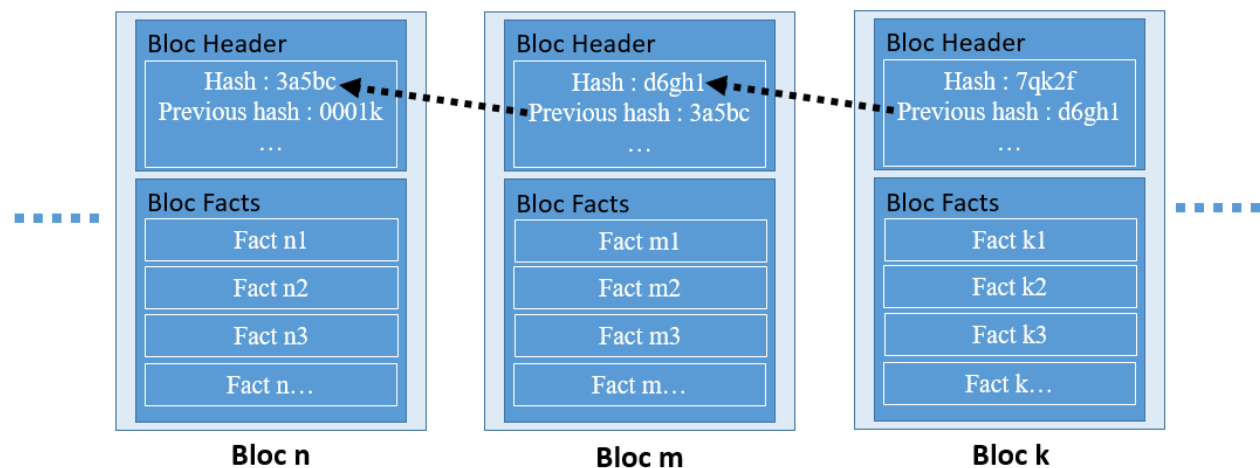 Bloc Header
Hash : 3a5bc
Previous hash : 0001k
…
Bloc Facts
Fact n1
Fact n2
Fact n3
Fact n…
Bloc n
Bloc Header
Hash : d6gh1
Previous hash : 3a5bc
…
Bloc Facts
Fact m1
Fact m2
Fact m3
Fact m…
Bloc m
Bloc Header
Hash : 7qk2f
Previous hash : d6gh1
…
Bloc Facts
Fact k1
Fact k2
Fact k3
Fact k…
Bloc k